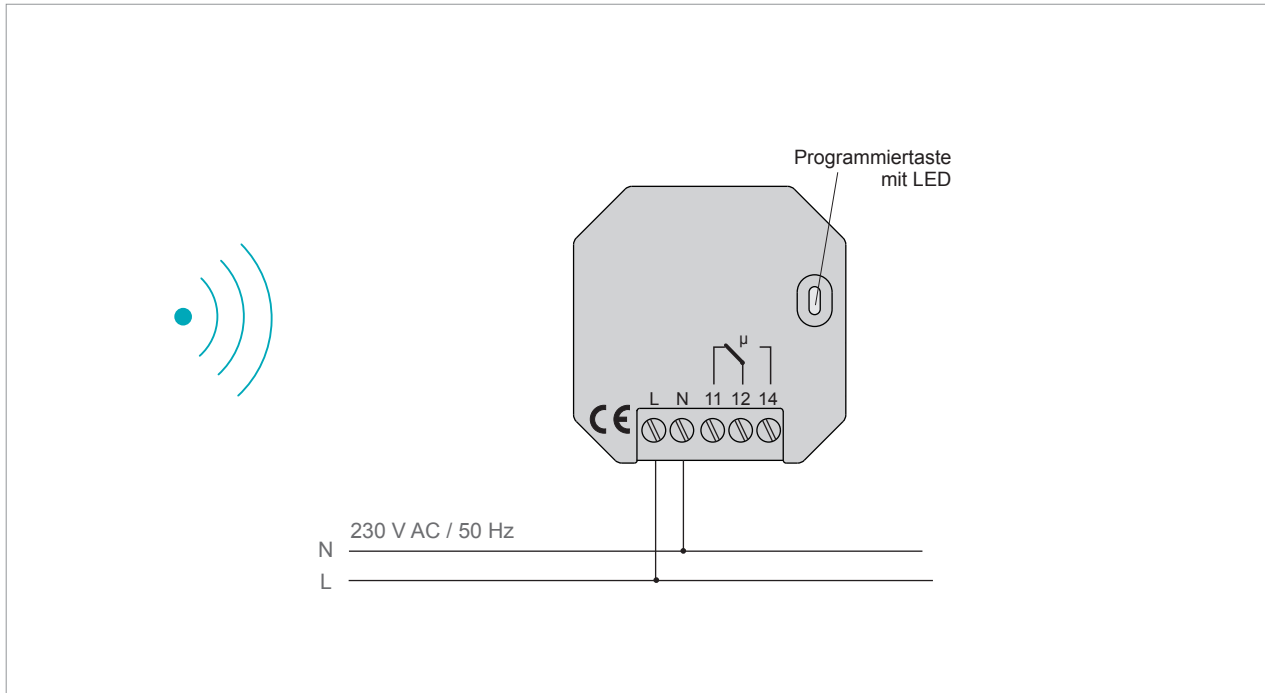 Programmiertaste
mit LED
µ
L N 11 12 14
CE
230 V AC / 50 Hz
N
L